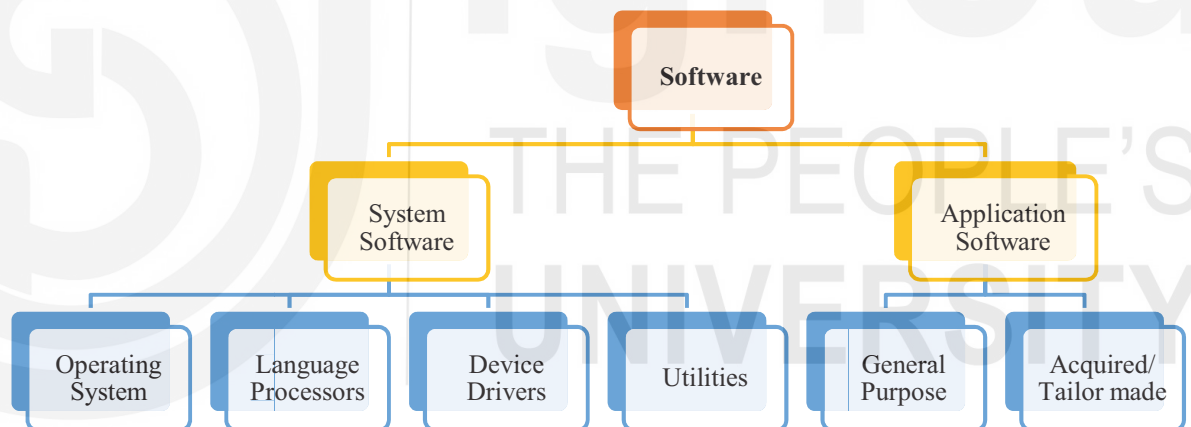 ignou
THE PEOPLE'S
UNIVERSITY
Software
System
Software
Application
Software
Operating
System
Language
Processors
Device
Drivers
Utilities
General
Purpose
Acquired/
Tailor made